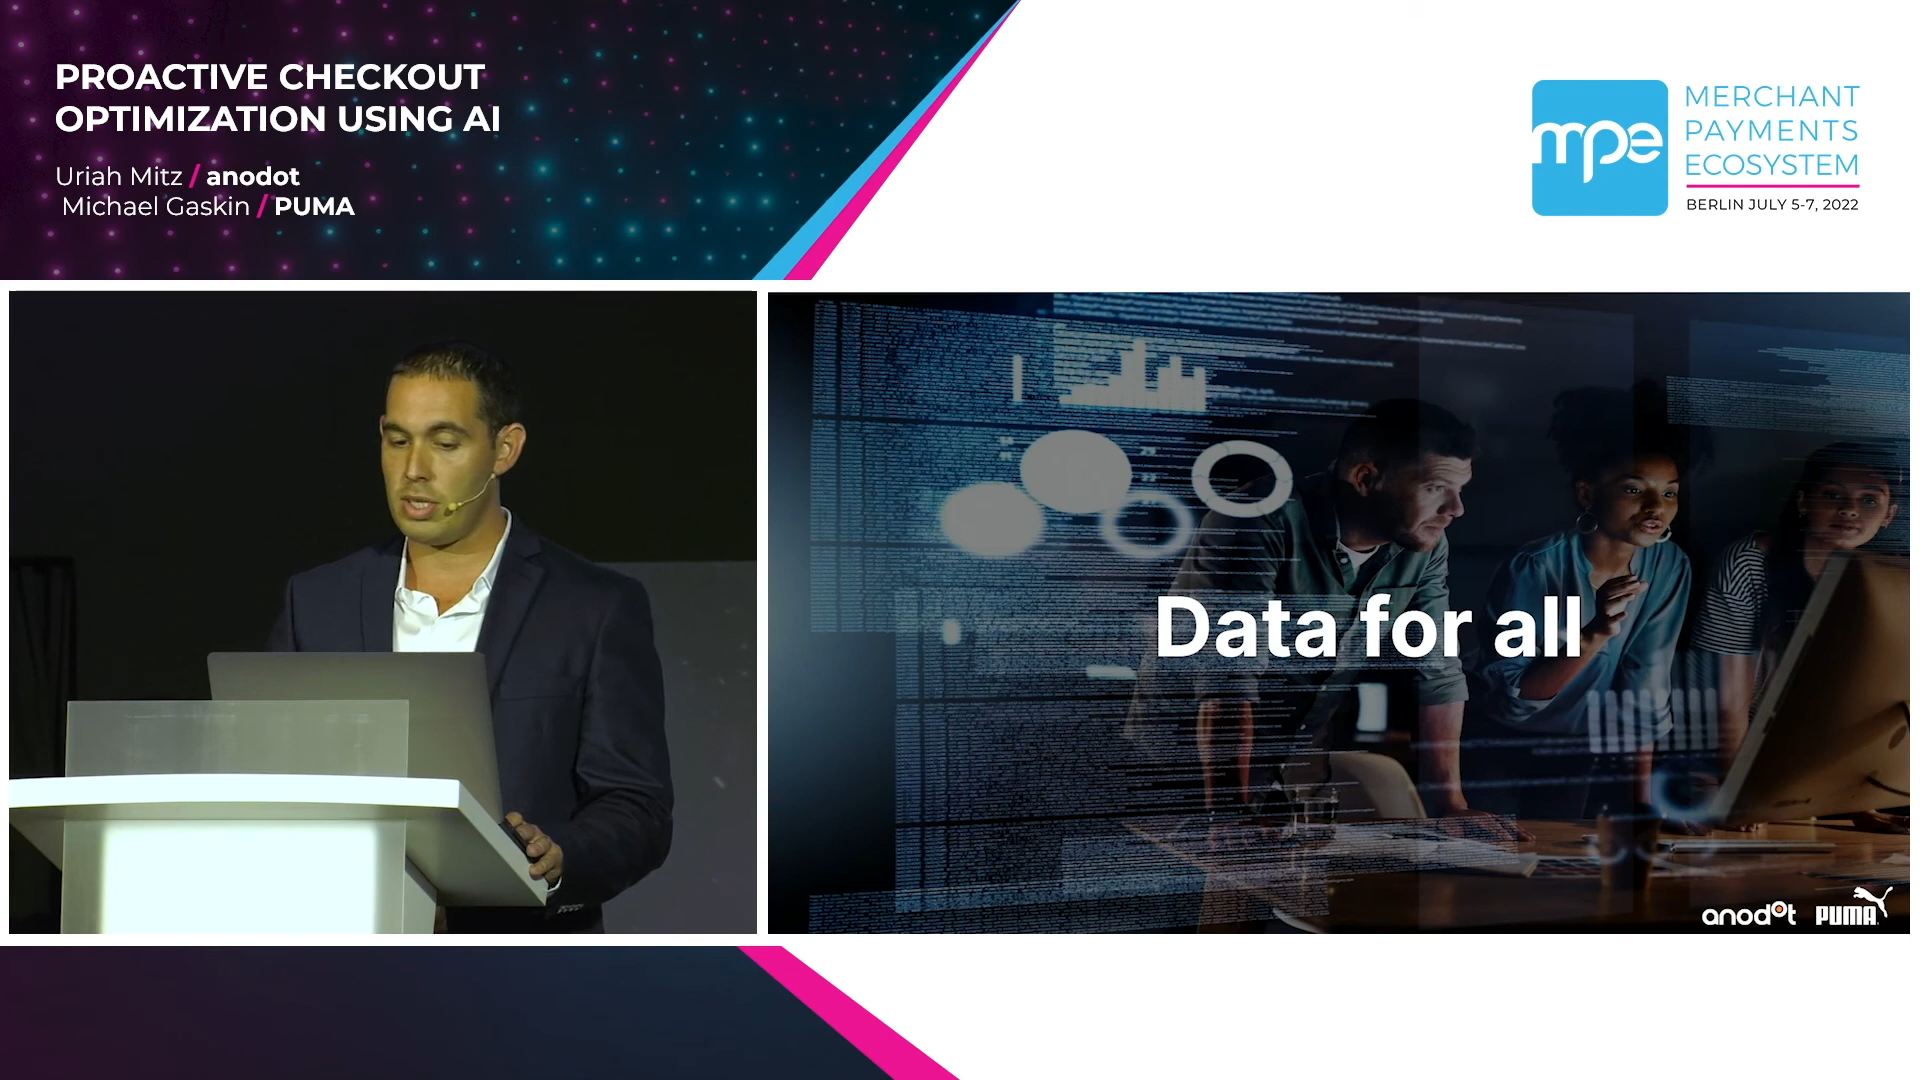 PROACTIVE CHECKOUT
OPTIMIZATION USING AI
Uriah Mitz / anodot
Michael Gaskin / PUMA
mpe
MERCHANT
PAYMENTS
ECOSYSTEM
BERLIN JULY 5-7, 2022
Data for all
anodot PUMA